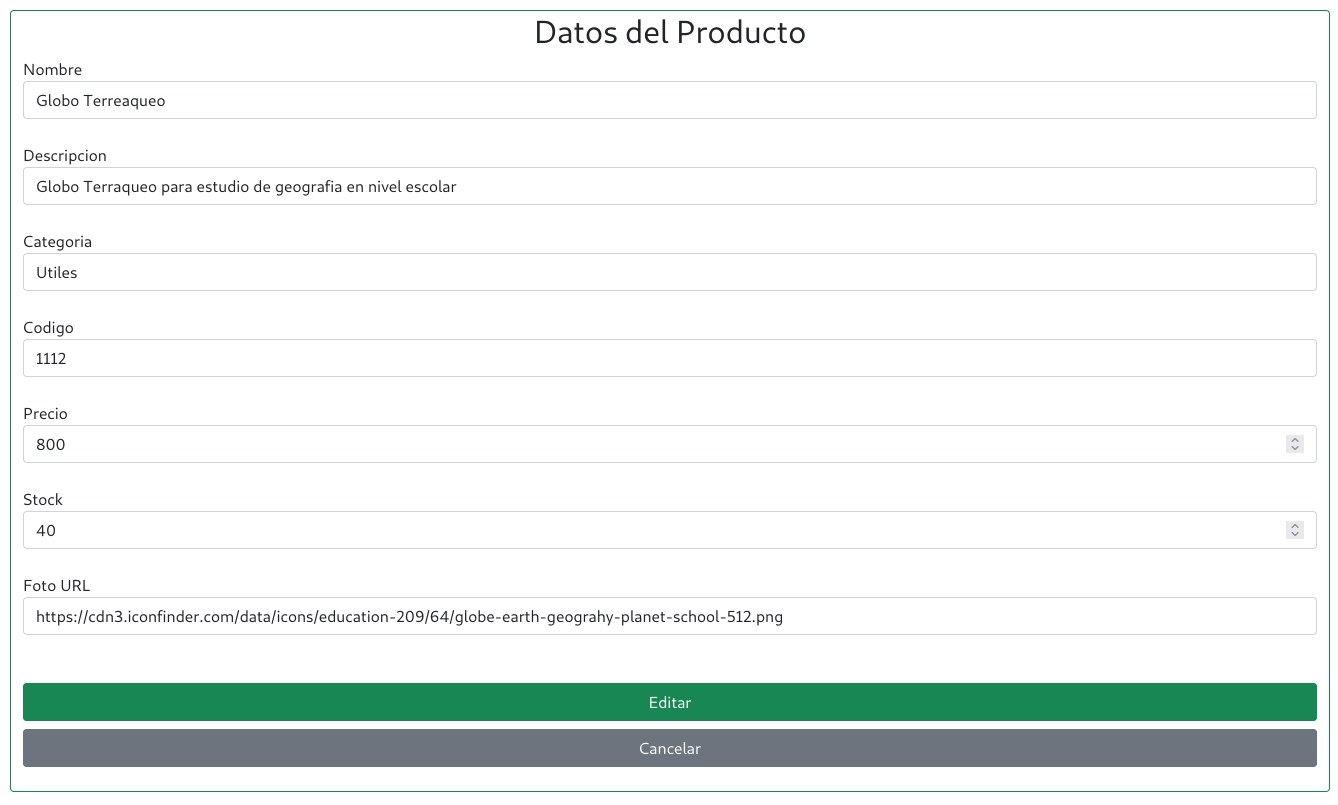 Datos del Producto
Nombre
Globo Terreaqueo
Descripcion
Globo Terraqueo para estudio de geografia en nivel escolar
Categoria
Utiles
Codigo
1112
Precio
800
Stock
40
Foto URL
https://cdn3.iconfinder.com/data/icons/education-209/64/globe-earth-geograhy-planet-school-512.png
Editar
Cancelar